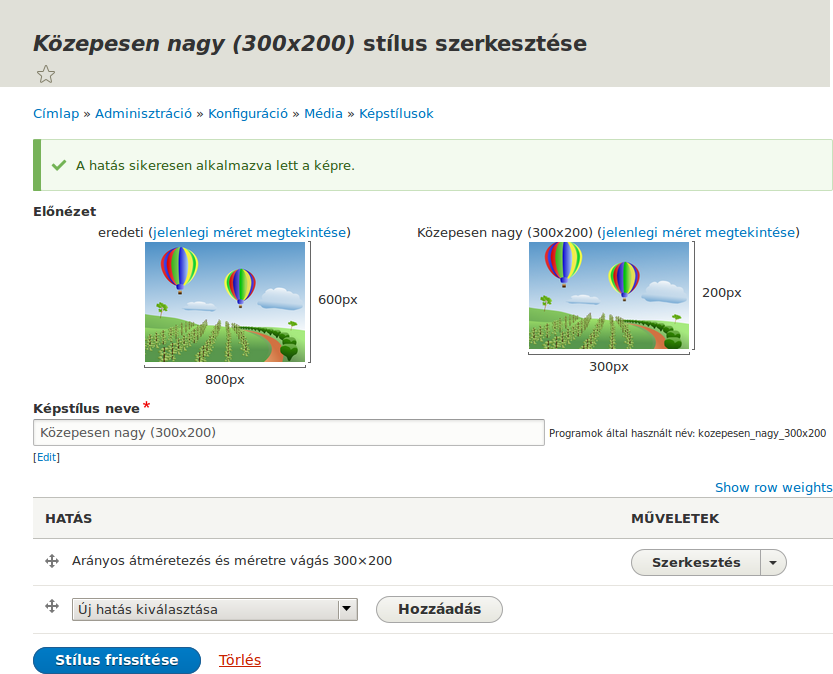 Közepesen nagy (300x200) stílus szerkesztése
Címlap » Adminisztráció » Konfiguráció » Média » Képstílusok
A hatás sikeresen alkalmazva lett a képre.
Előnézet
eredeti (jelenlegi méret megtekintése)
600px
800px
Közepesen nagy (300x200) (jelenlegi méret megtekintése)
200px
300px
Képstílus neve*
Közepesen nagy (300x200) Programok által használt név: kozepesen_nagy_300x200
[Edit]
Show row weights
HATÁS MŰVELETEK
Arányos átméretezés és méretre vágás 300×200 Szerkesztés
Új hatás kiválasztása Hozzáadás
Stílus frissítése Törlés